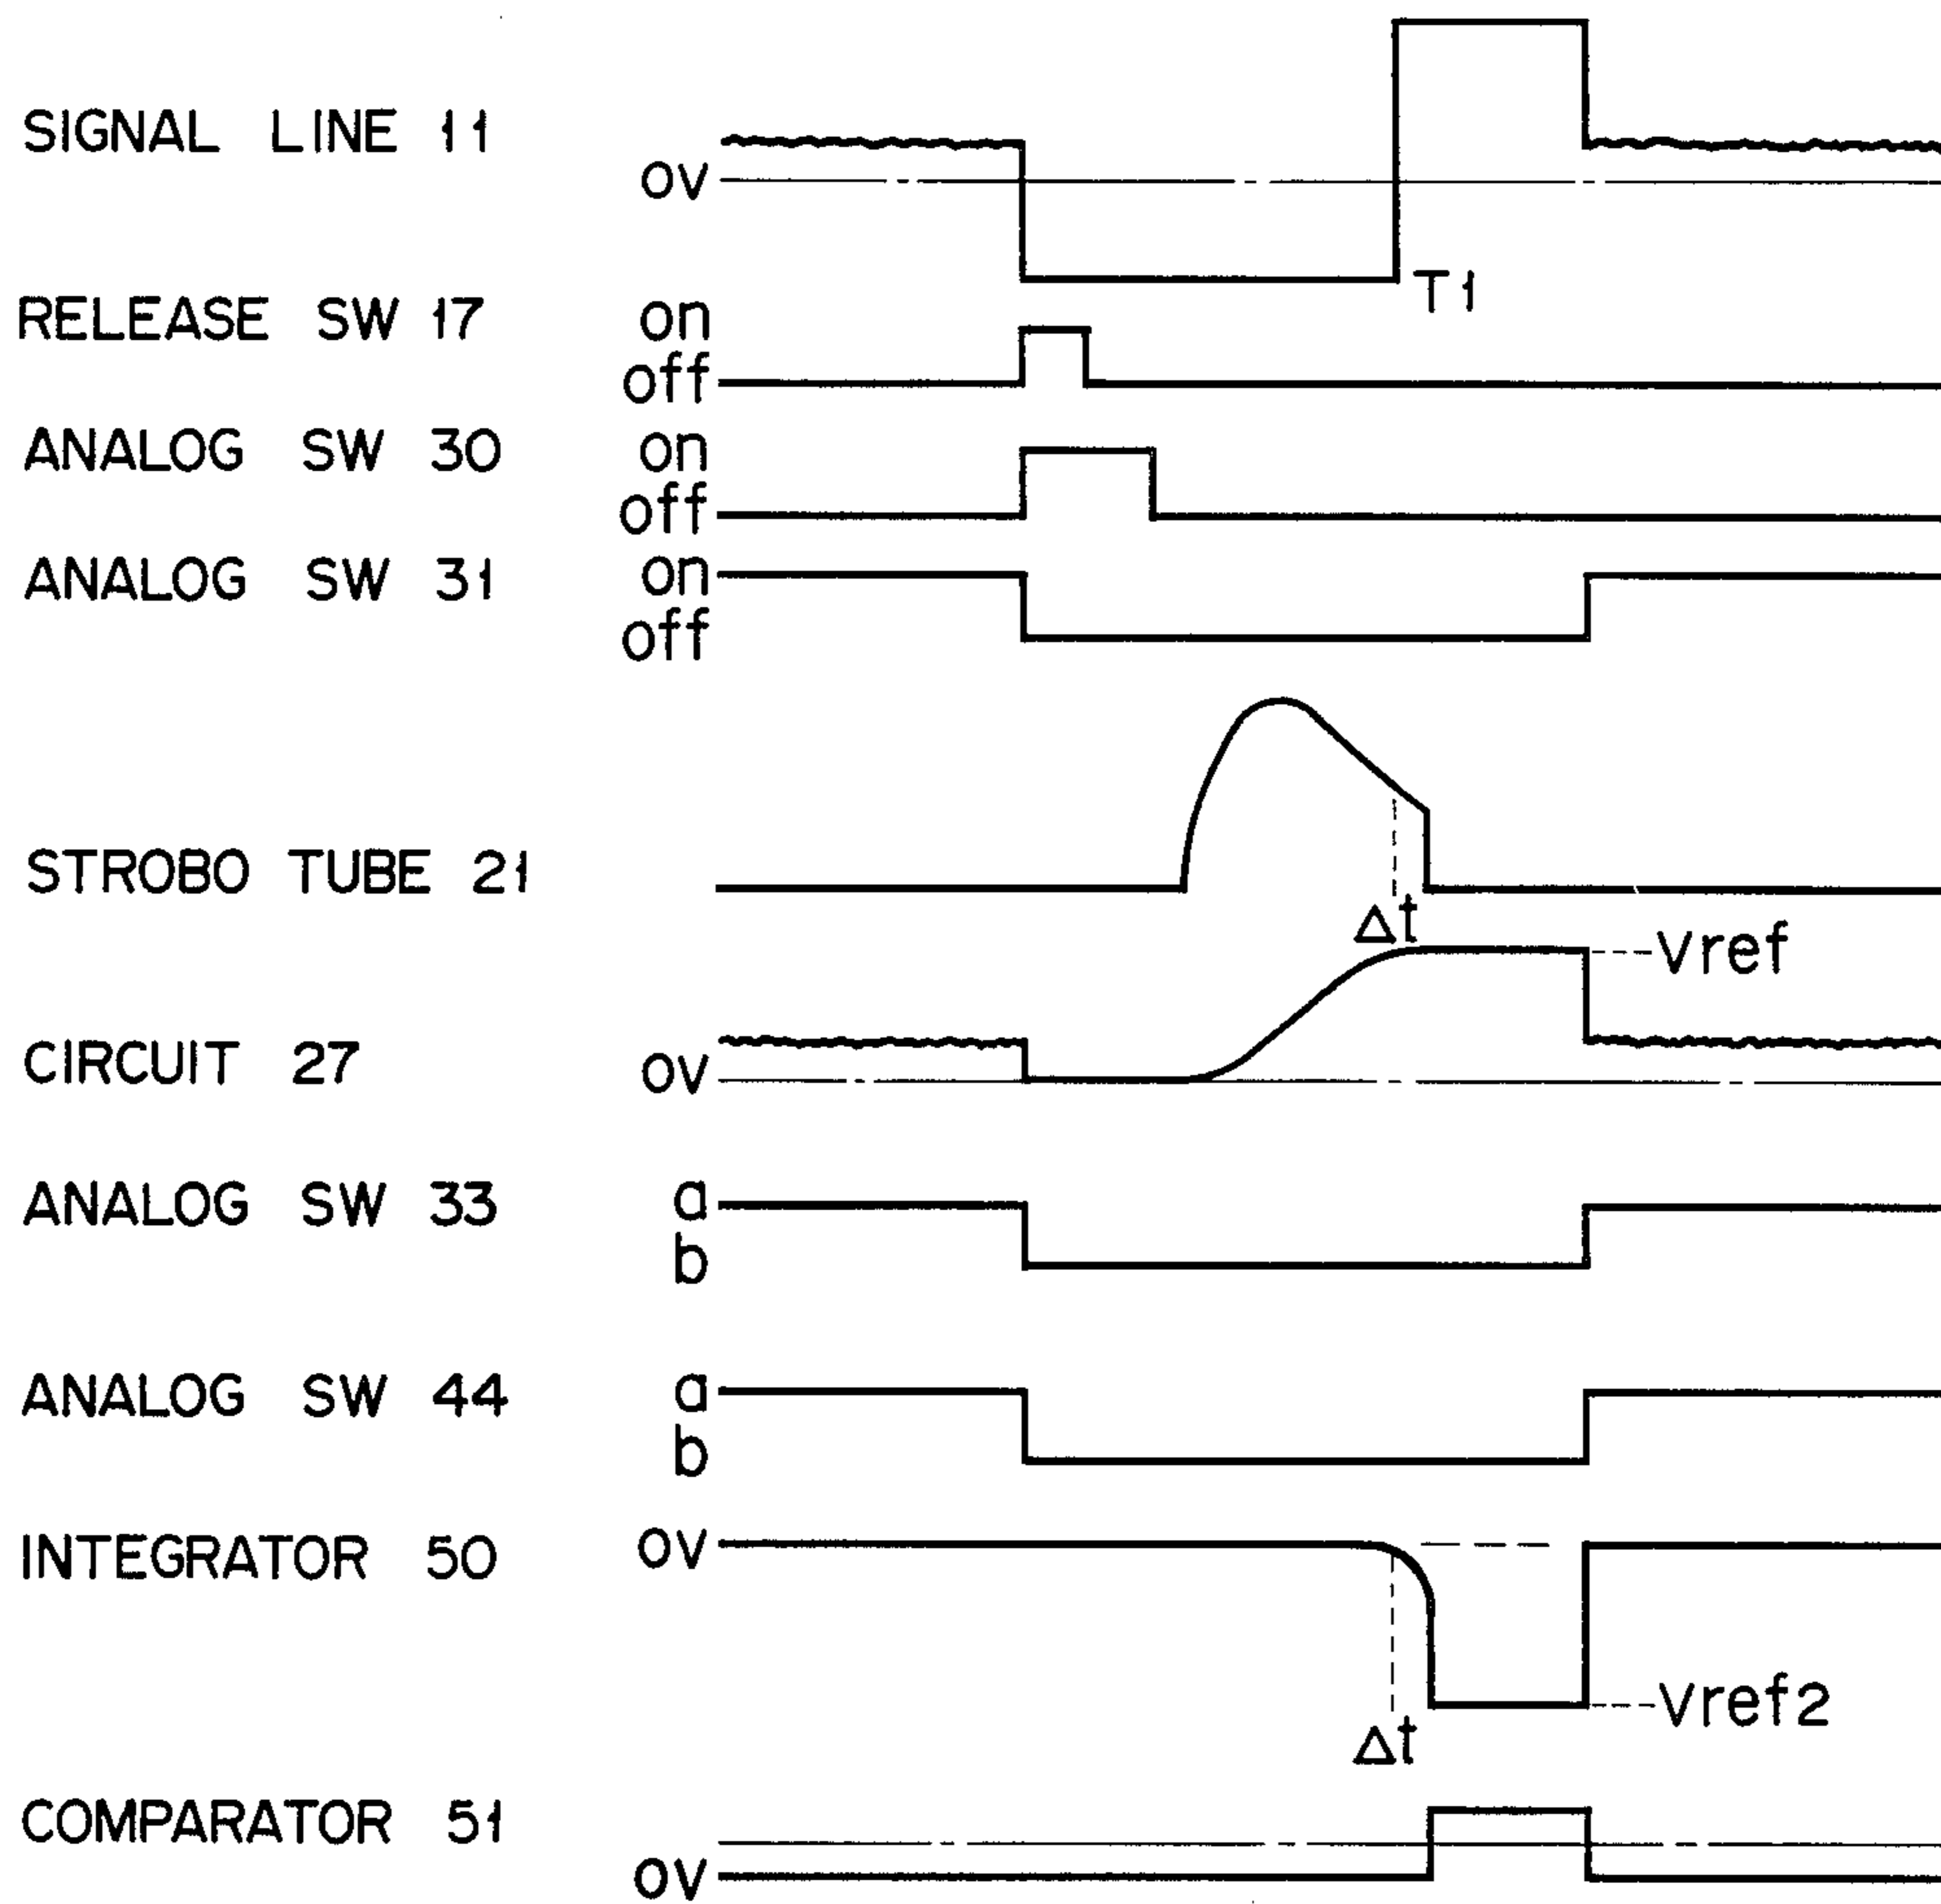 SIGNAL LINE 11
OV
T1
RELEASE SW 17
on
off
ANALOG SW 30
on
off
ANALOG SW 31
on
off
STROBO TUBE 21
Δt
Vref
CIRCUIT 27
OV
ANALOG SW 33
a
b
ANALOG SW 44
a
b
INTEGRATOR 50
OV
Vref2
Δt
COMPARATOR 51
OV